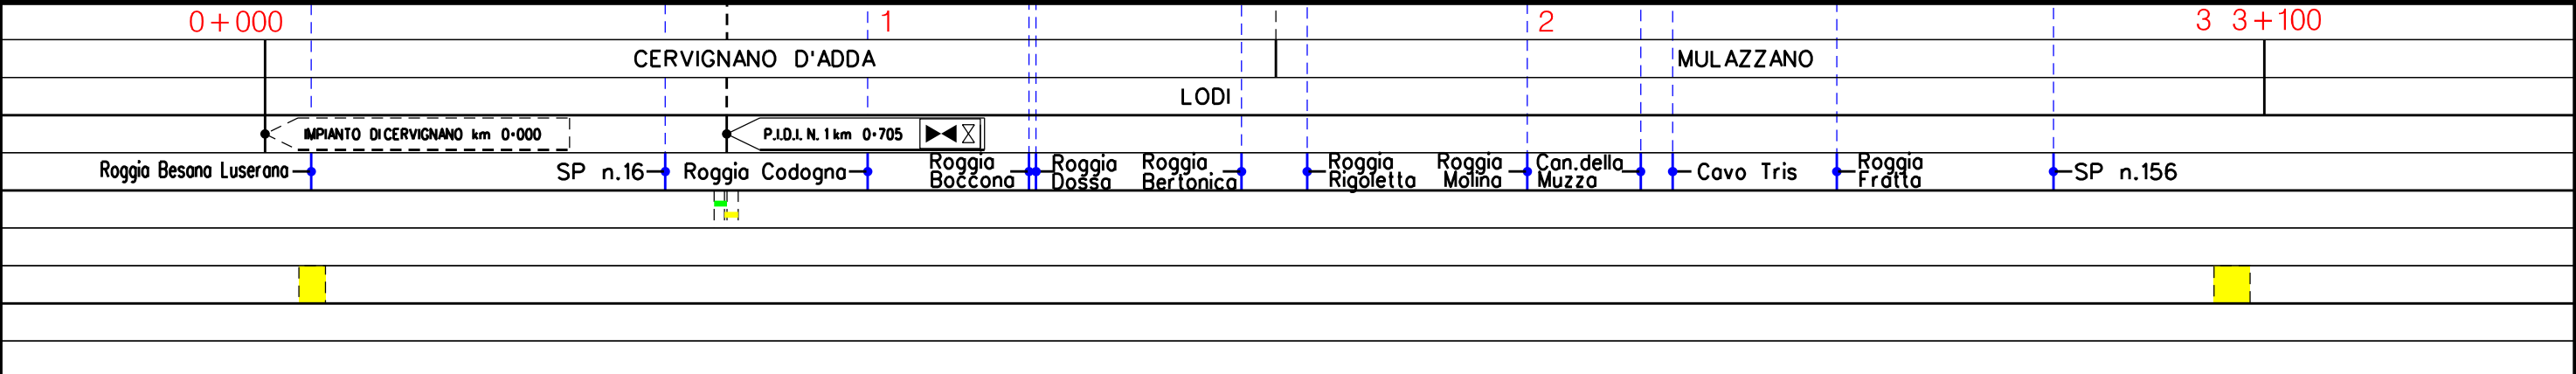 0+000 1 2 3 3+100
CERVIGNANO D'ADDA MULAZZANO
LODI
IMPIANTO DI CERVIGNANO km 0+000 P.I.D.I. N. 1 km 0+705
Roggia Besana Luserana
SP n.16
Roggia Codogna
Roggia
Boccona
Roggia
Dossa
Roggia
Bertonica
Roggia
Rigoletta
Roggia
Molina
Can.della
Muzza
Cavo Tris
Roggia
Fratta
SP n.156